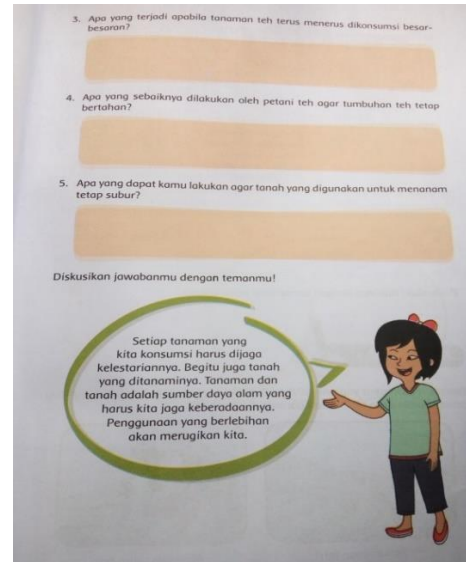 3. Apa yang terjadi apabila tanaman teh terus menerus dikonsumsi besar-
besaran?
4. Apa yang sebaiknya dilakukan oleh petani teh agar tumbuhan teh tetap
bertahan?
5. Apa yang dapat kamu lakukan agar tanah yang digunakan untuk menanam
tetap subur?
Diskusikan jawabanmu dengan temanmu!
Setiap tanaman yang
kita konsumsi harus dijaga
kelestariannya. Begitu juga tanah
yang ditanaminya. Tanaman dan
tanah adalah sumber daya alam yang
harus kita jaga keberadaannya.
Penggunaan yang berlebihan
akan merugikan kita.